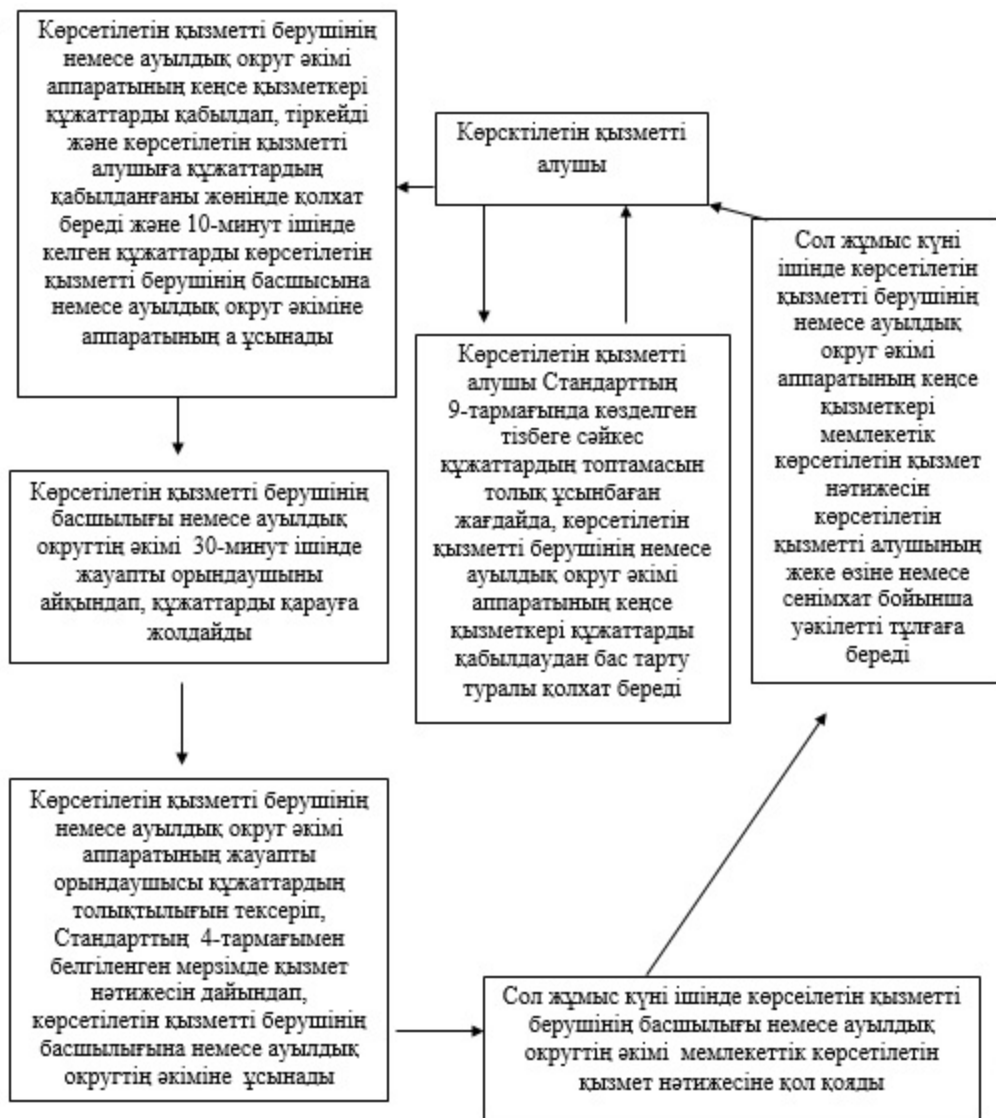 Көрсетілетін қызметті берушінің
немесе ауылдық округ әкімі
аппаратының кеңсе қызметкері
құжаттарды қабылдап, тіркейді
және көрсетілетін қызметті
алушыға құжаттардың
қабылданғаны жөнінде қолхат
береді және 10-минут ішінде
келген құжаттарды көрсетілетін
қызметті берушінің басшысына
немесе ауылдық округ әкіміне
аппаратының а ұсынады
Көрсктілетін қызметті
алушы
Көрсетілетін қызметті
алушы Стандарттың
9-тармағында көзделген
тізбеге сәйкес
құжаттардың топтамасын
толық ұсынбаған
жағдайда, көрсетілетін
қызметті берушінің немесе
ауылдық округ әкімі
аппаратының кеңсе
қызметкері құжаттарды
қабылдаудан бас тарту
туралы қолхат береді
Сол жұмыс күні
ішінде көрсетілетін
қызметті берушінің
немесе ауылдық
округ әкімі
аппаратының кеңсе
қызметкері
мемлекетік
көрсетілетін қызмет
нәтижесін
көрсетілетін
қызметті алушының
жеке өзіне немесе
сенімхат бойынша
уәкілетті тұлғаға
береді
Көрсетілетін қызметті берушінің
басшылығы немесе ауылдық
округтің әкімі 30-минут ішінде
жауапты орындаушыны
айқындап, құжаттарды қарауға
жолдайды
Көрсетілетін қызметті берушінің
немесе ауылдық округ әкімі
аппаратының жауапты
орындаушысы құжаттардың
толықтылығын тексеріп,
Стандарттың 4-тармағымен
белгіленген мерзімде қызмет
нәтижесін дайындап,
көрсетілетін қызметті берушінің
басшылығына немесе ауылдық
округтің әкіміне ұсынады
Сол жұмыс күні ішінде көрсеілетін қызметті
берушінің басшылығы немесе ауылдық
округтің әкімі мемлекеттік көрсетілетін
қызмет нәтижесіне қол қояды